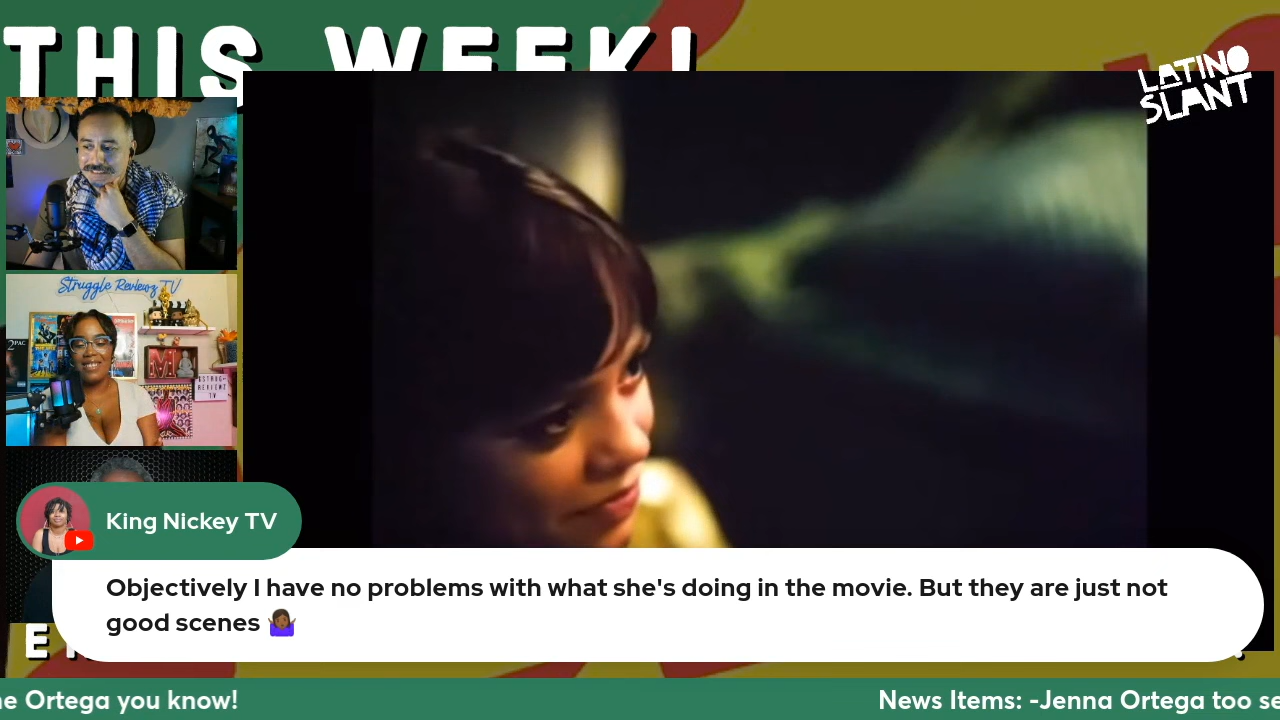 THIS WEEK!
LATINO
SLANT
Struggle Reviewz TV
2PAC
King Nickey TV
Objectively I have no problems with what she's doing in the movie. But they are just not
good scenes 🤷🏾‍♀️
e Ortega you know!
News Items: -Jenna Ortega too se